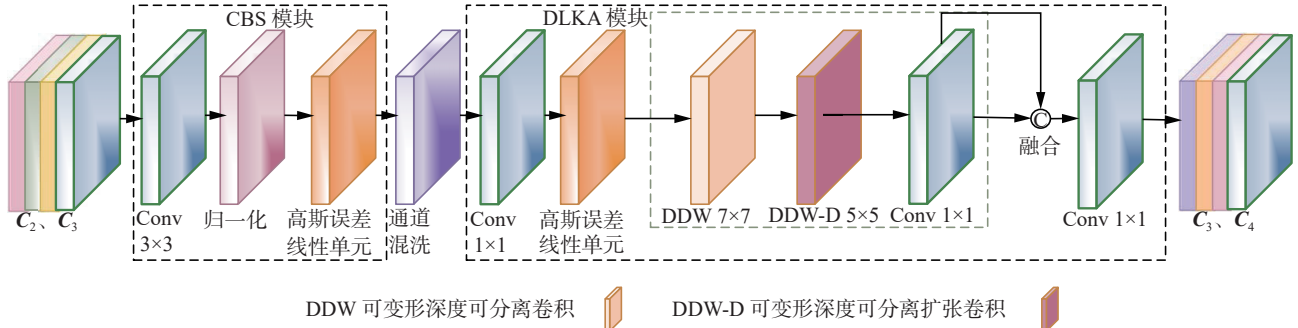 CBS 模块
DLKA 模块
C
融合
C₂、C₃
Conv
3×3
归一化
高斯误差
线性单元
通道
混洗
Conv
1×1
高斯误差
线性单元
DDW 7×7
DDW-D 5×5
Conv 1×1
Conv 1×1
C₃、C₄
DDW 可变形深度可分离卷积
DDW-D 可变形深度可分离扩张卷积